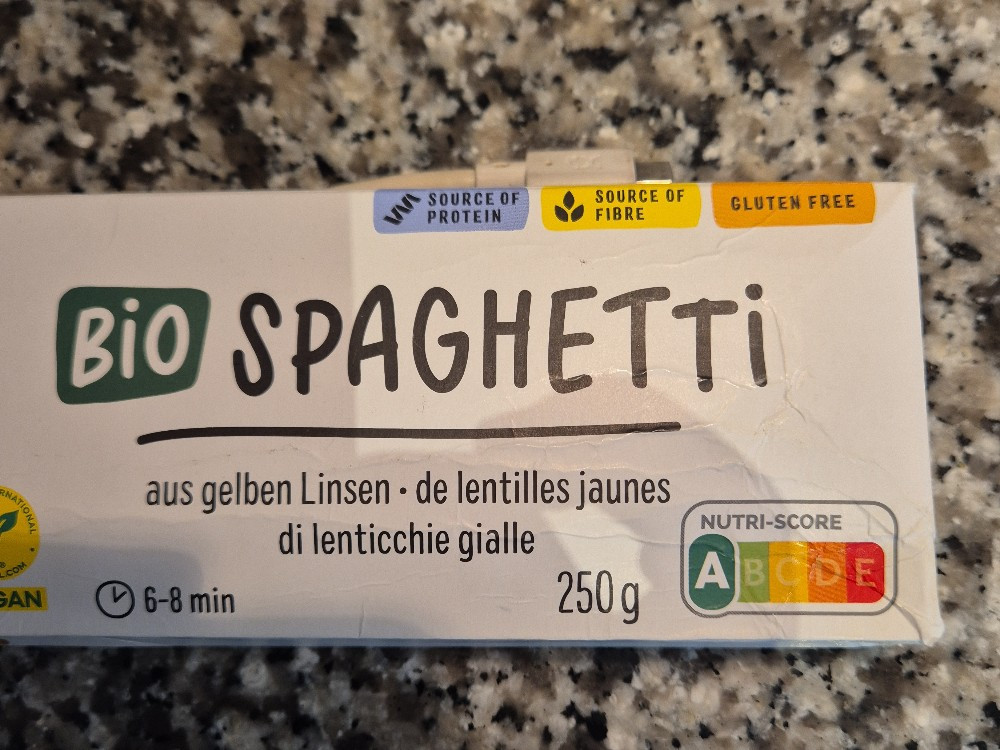 SOURCE OF
PROTEIN
SOURCE OF
FIBRE
GLUTEN FREE
BiO SPAGHETTi
aus gelben Linsen • de lentilles jaunes
di lenticchie gialle
6-8 min
250 g
NUTRI-SCORE
A B C D E